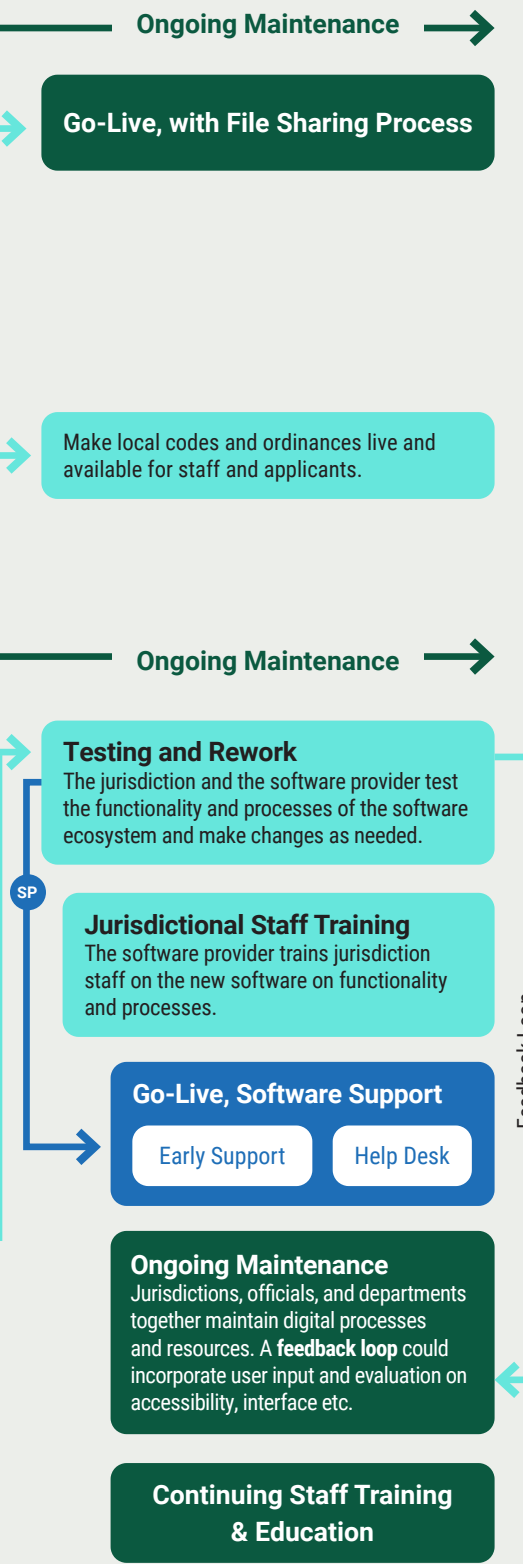 Ongoing Maintenance
Go-Live, with File Sharing Process
Make local codes and ordinances live and
available for staff and applicants.
Ongoing Maintenance
Testing and Rework
The jurisdiction and the software provider test
the functionality and processes of the software
ecosystem and make changes as needed.
SP
Jurisdictional Staff Training
The software provider trains jurisdiction
staff on the new software on functionality
and processes.
Go-Live, Software Support
Early Support
Help Desk
Ongoing Maintenance
Jurisdictions, officials, and departments
together maintain digital processes
and resources. A feedback loop could
incorporate user input and evaluation on
accessibility, interface etc.
Continuing Staff Training
& Education